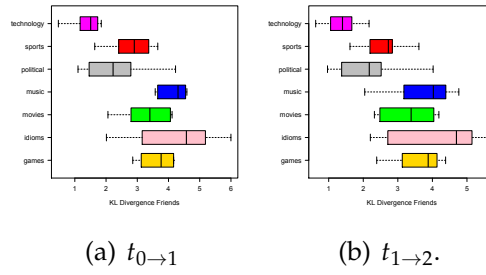 technology
sports
political
music
movies
idioms
games
1 2 3 4 5 6
KL Divergence Friends
(a) t0→1
technology
sports
political
music
movies
idioms
games
1 2 3 4 5
KL Divergence Friends
(b) t1→2.